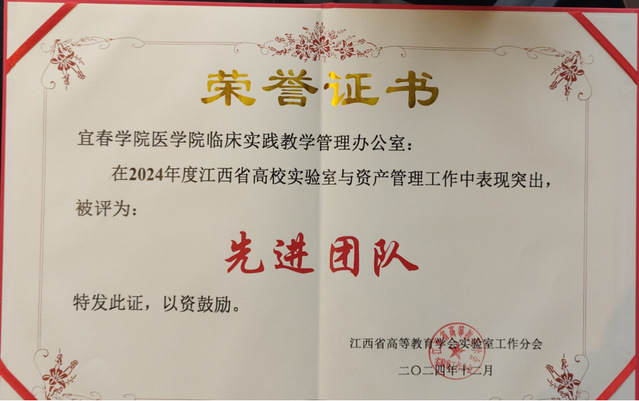 荣誉证书
宜春学院医学院临床实践教学管理办公室：
在2024年度江西省高校实验室与资产管理工作中表现突出，
被评为：
先进团队
特发此证，以资鼓励。
江西省高等教育学会实验室工作分会
二〇二四年十二月